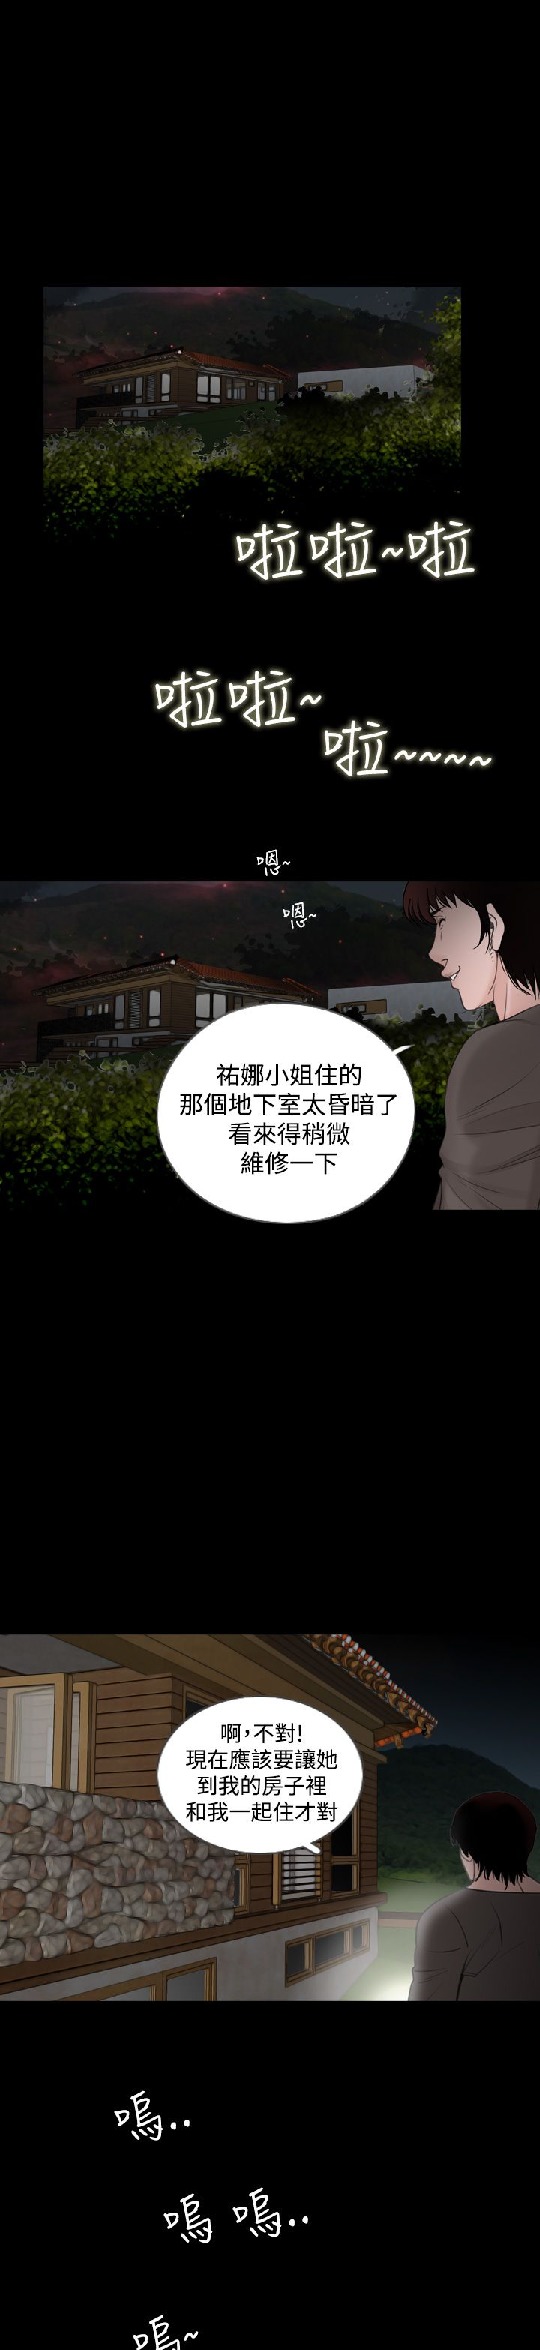 啦啦~啦
啦啦~
啦~~~~
嗯~
嗯~
祐娜小姐住的
那個地下室太昏暗了
看來得稍微
維修一下
啊,不對!
現在應該要讓她
到我的房子裡
和我一起住才對
嗚..
嗚 嗚..
嗚~